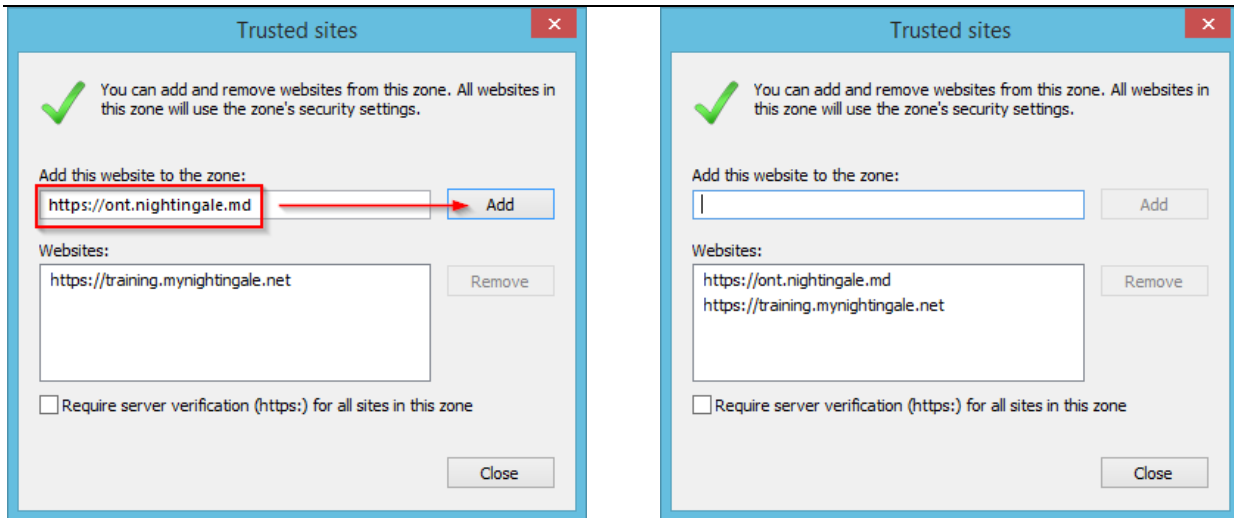 Trusted sites
You can add and remove websites from this zone. All websites in
this zone will use the zone's security settings.
Add this website to the zone:
https://ont.nightingale.md
Add
Websites:
https://training.mynightingale.net
Remove
Require server verification (https:) for all sites in this zone
Close
Trusted sites
You can add and remove websites from this zone. All websites in
this zone will use the zone's security settings.
Add this website to the zone:
Add
Websites:
https://ont.nightingale.md
https://training.mynightingale.net
Remove
Require server verification (https:) for all sites in this zone
Close